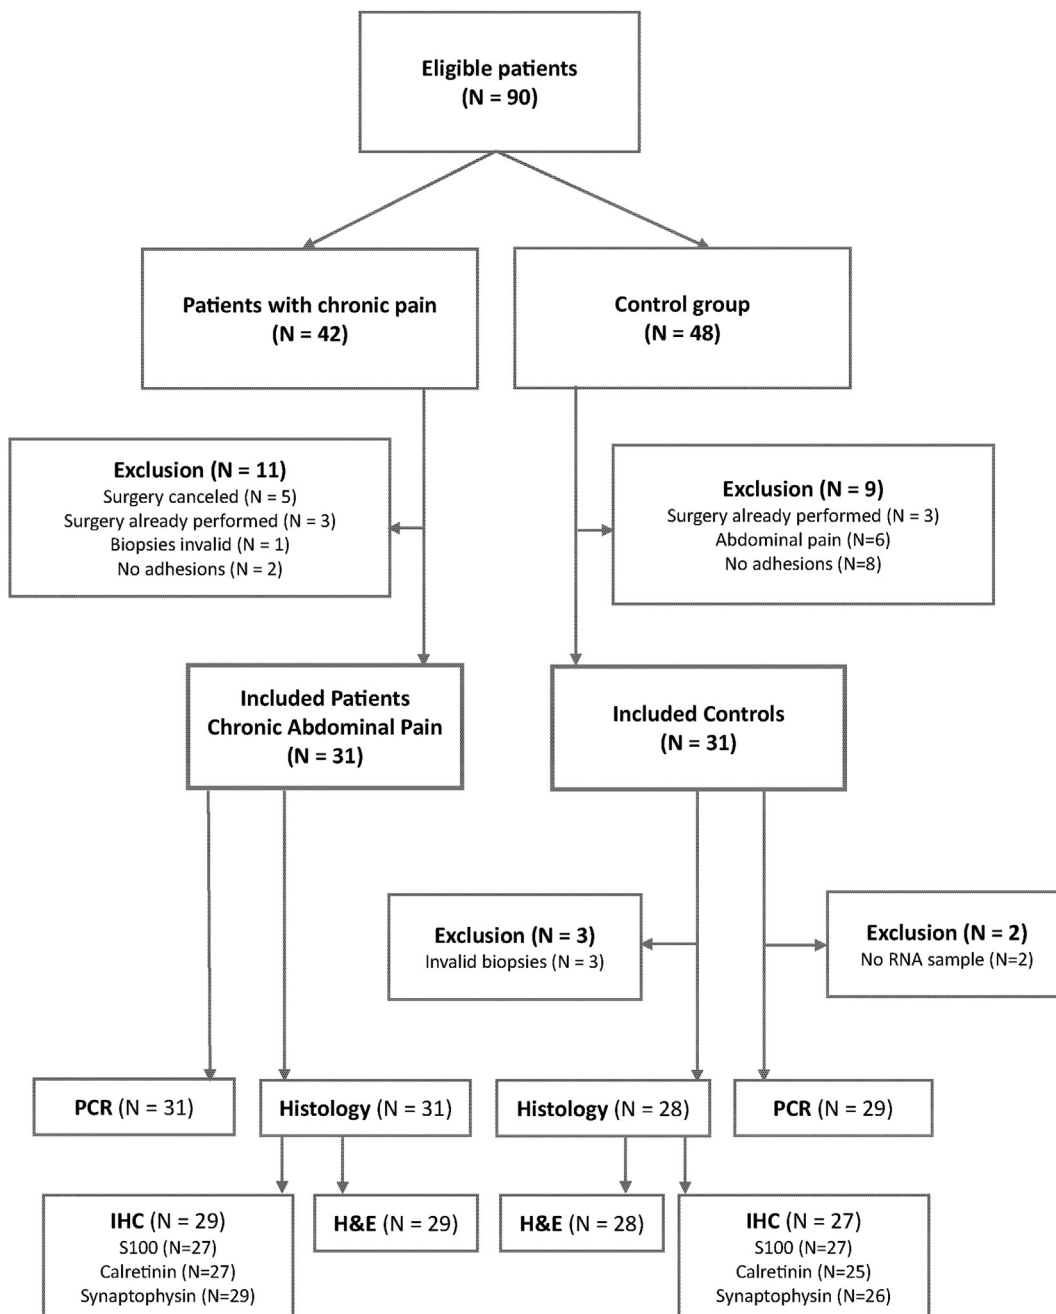 Eligible patients
(N = 90)
Patients with chronic pain
(N = 42)
Control group
(N = 48)
Exclusion (N = 11)
Surgery canceled (N = 5)
Surgery already performed (N = 3)
Biopsies invalid (N = 1)
No adhesions (N = 2)
Exclusion (N = 9)
Surgery already performed (N = 3)
Abdominal pain (N=6)
No adhesions (N=8)
Included Patients
Chronic Abdominal Pain
(N = 31)
Included Controls
(N = 31)
Exclusion (N = 3)
Invalid biopsies (N = 3)
Exclusion (N = 2)
No RNA sample (N=2)
PCR (N = 31)
Histology (N = 31)
Histology (N = 28)
PCR (N = 29)
IHC (N = 29)
S100 (N=27)
Calretinin (N=27)
Synaptophysin (N=29)
H&E (N = 29)
H&E (N = 28)
IHC (N = 27)
S100 (N=27)
Calretinin (N=25)
Synaptophysin (N=26)